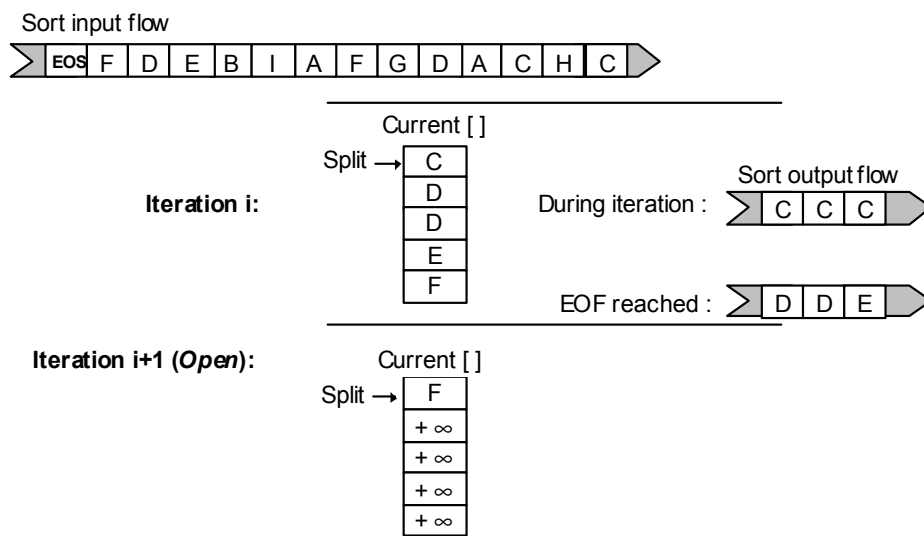 Sort input flow
EOS F D E B I A F G D A C H C
Current [ ]
Split → C
D
D
E
F
Iteration i:
During iteration :
Sort output flow
C C C
EOF reached :
D D E
Iteration i+1 (Open):
Current [ ]
Split → F
+ ∞
+ ∞
+ ∞
+ ∞